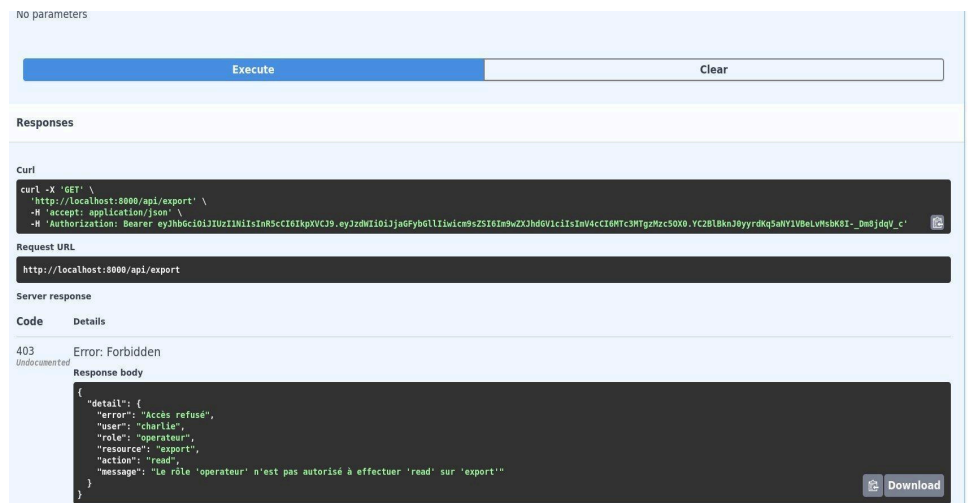 No parameters
Execute
Clear
Responses
Curl
curl -X 'GET' \
'http://localhost:8000/api/export' \
-H 'accept: application/json' \
-H 'Authorization: Bearer eyJhbGciOiJIUzI1NiIsInR5cCI6IkpXVCJ9.eyJzdWIiOiJjaGFybGllIiwicm9sZSI6Im9wZXJhdGV1ciIsImV4cCI6MTc3MTgzMzc5OX0.YC2BlBknJ0yyrdKq5aNY1VBeLvMsbK8I-_Dm8jdqV_c'
Request URL
http://localhost:8000/api/export
Server response
Code Details
403 Error: Forbidden
Undocumented
Response body
{
"detail": {
"error": "Accès refusé",
"user": "charlie",
"role": "operateur",
"resource": "export",
"action": "read",
"message": "Le rôle 'operateur' n'est pas autorisé à effectuer 'read' sur 'export'"
}
}
Download